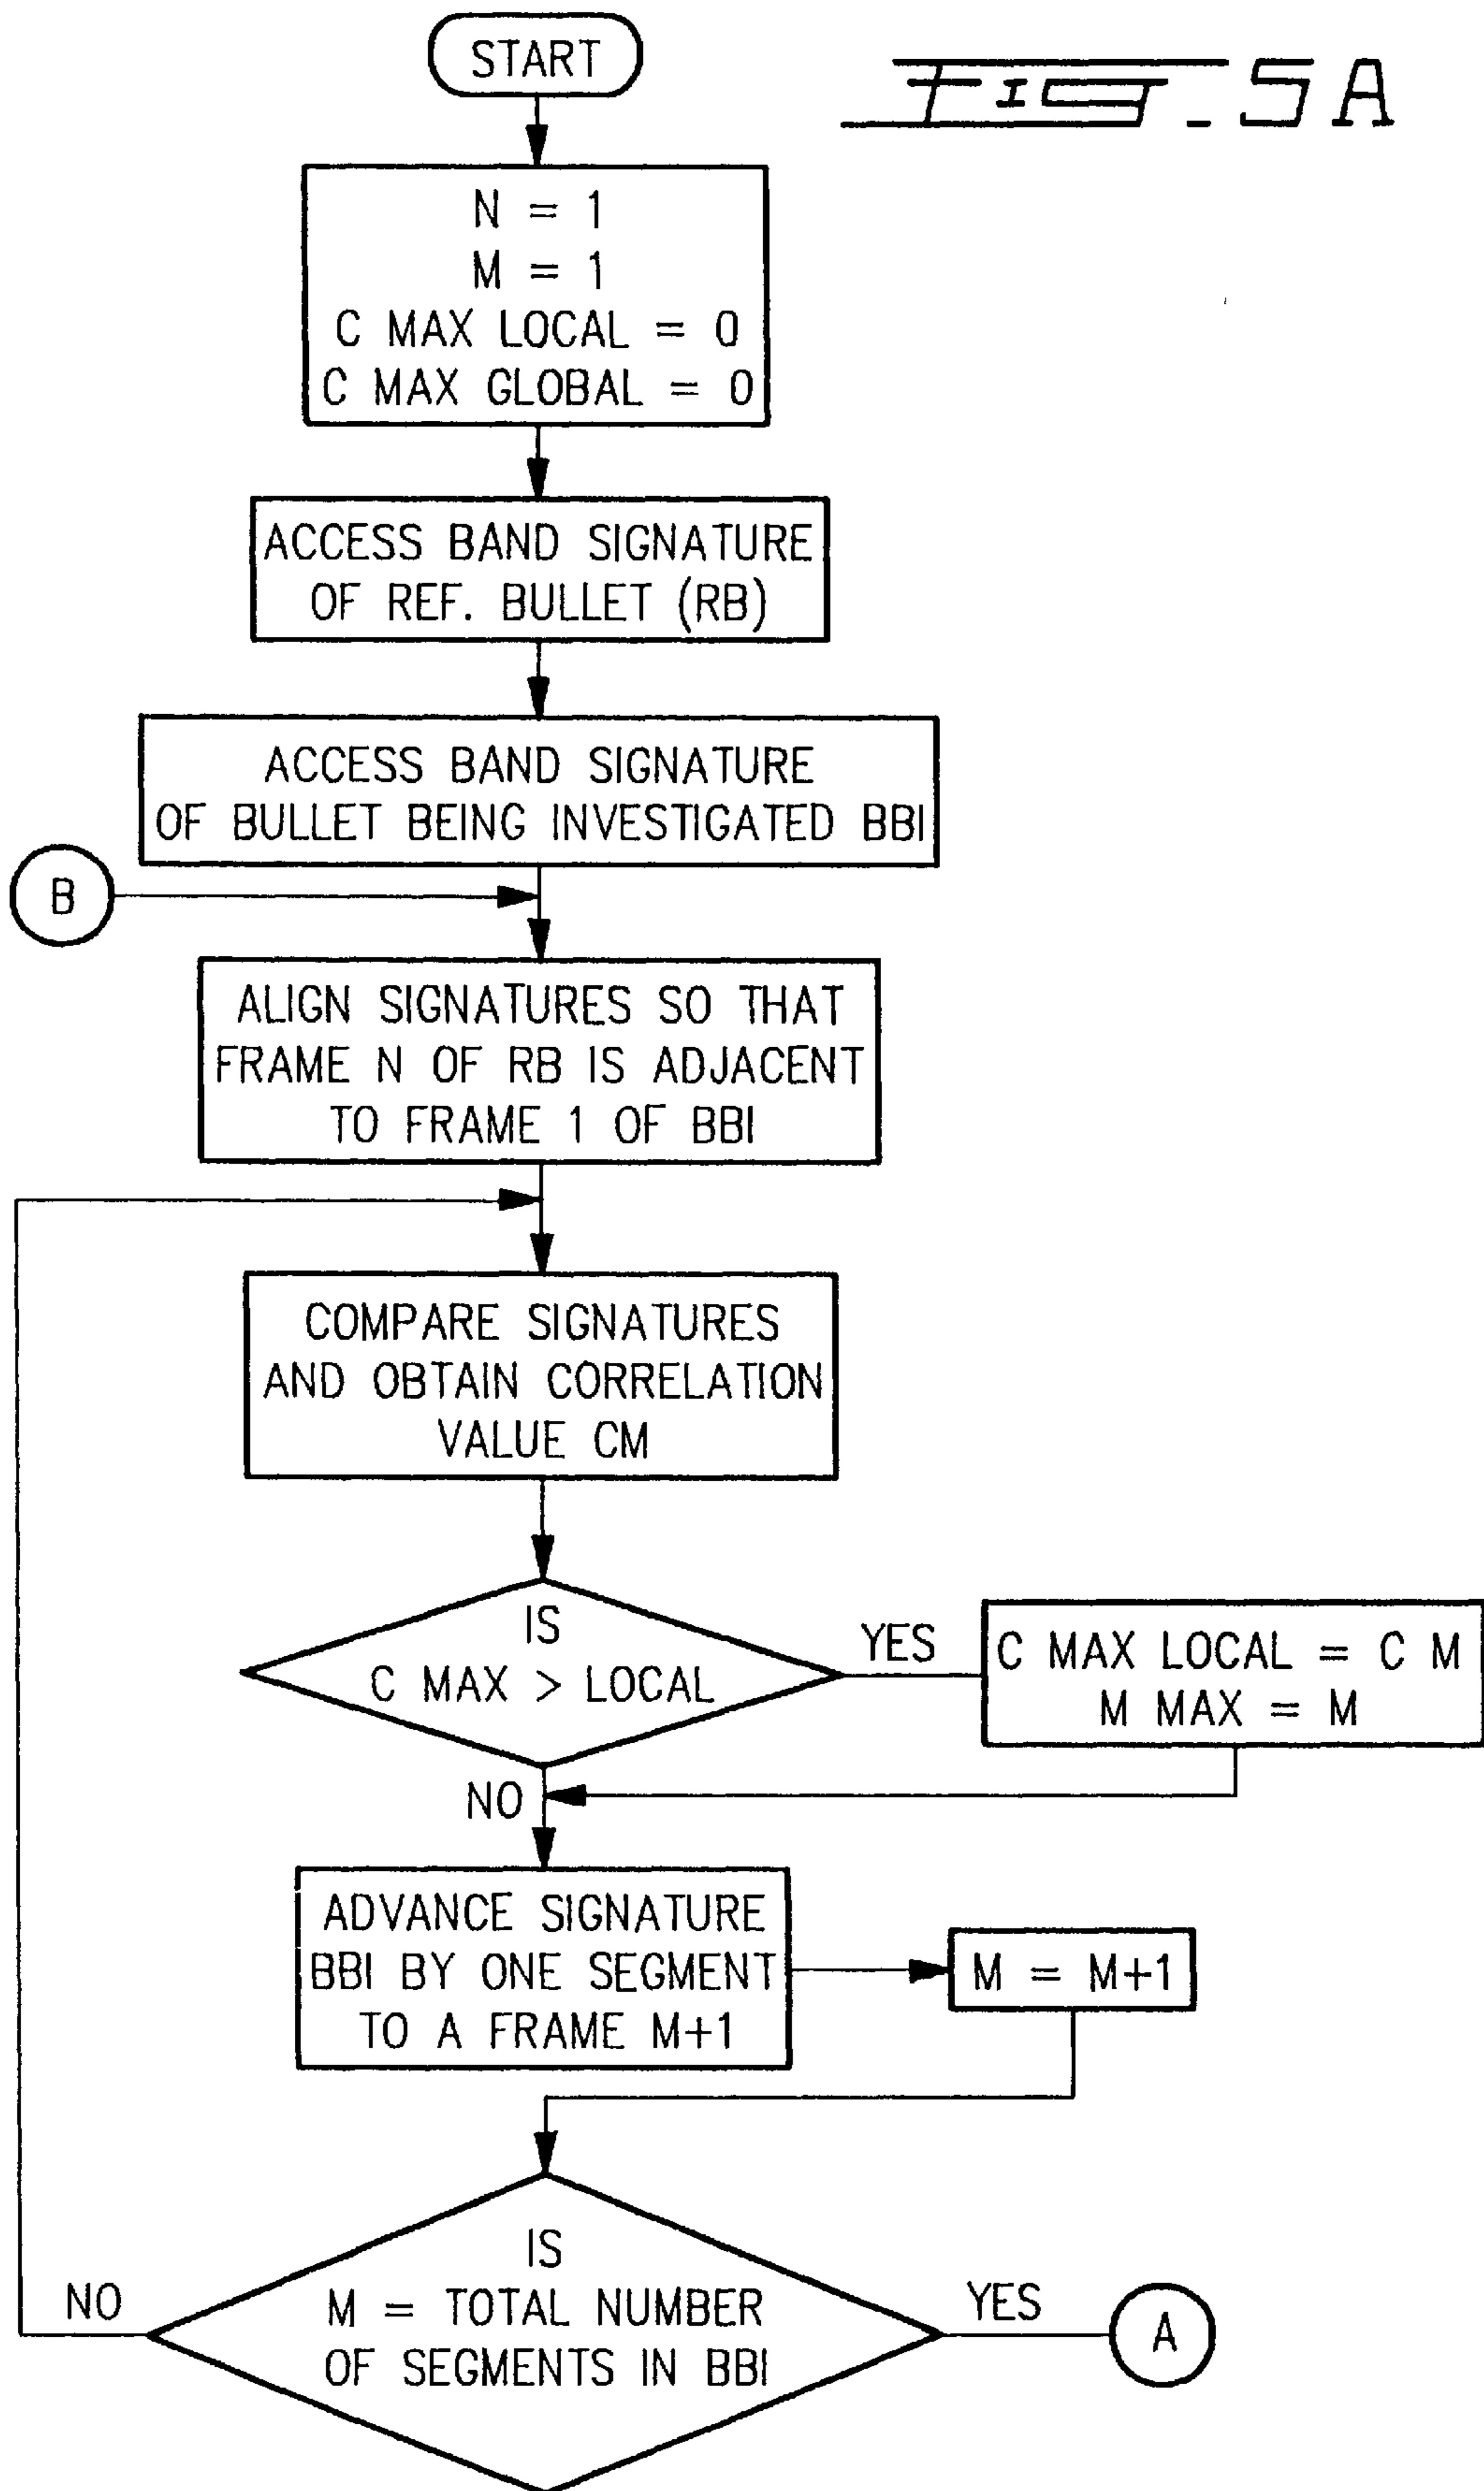 START
FIG. 5A
N = 1
M = 1
C MAX LOCAL = 0
C MAX GLOBAL = 0
ACCESS BAND SIGNATURE
OF REF. BULLET (RB)
ACCESS BAND SIGNATURE
OF BULLET BEING INVESTIGATED BBI
B
ALIGN SIGNATURES SO THAT
FRAME N OF RB IS ADJACENT
TO FRAME 1 OF BBI
COMPARE SIGNATURES
AND OBTAIN CORRELATION
VALUE CM
IS
C MAX > LOCAL
YES
C MAX LOCAL = C M
M MAX = M
NO
ADVANCE SIGNATURE
BBI BY ONE SEGMENT
TO A FRAME M+1
M = M+1
IS
M = TOTAL NUMBER
OF SEGMENTS IN BBI
NO
YES
A